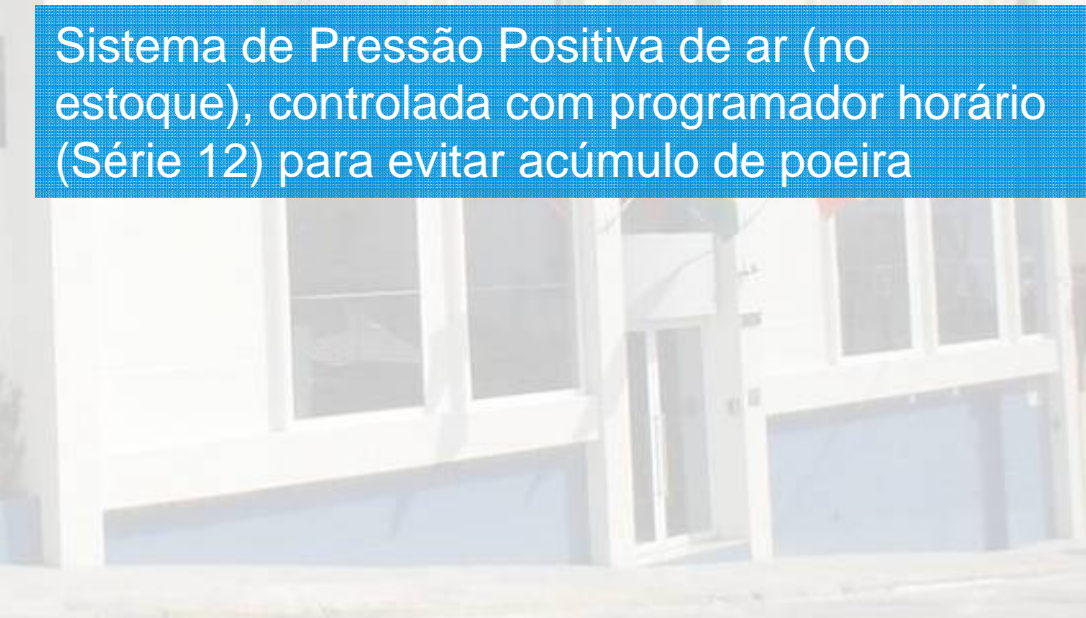 Sistema de Pressão Positiva de ar (no
estoque), controlada com programador horário
(Série 12) para evitar acúmulo de poeira